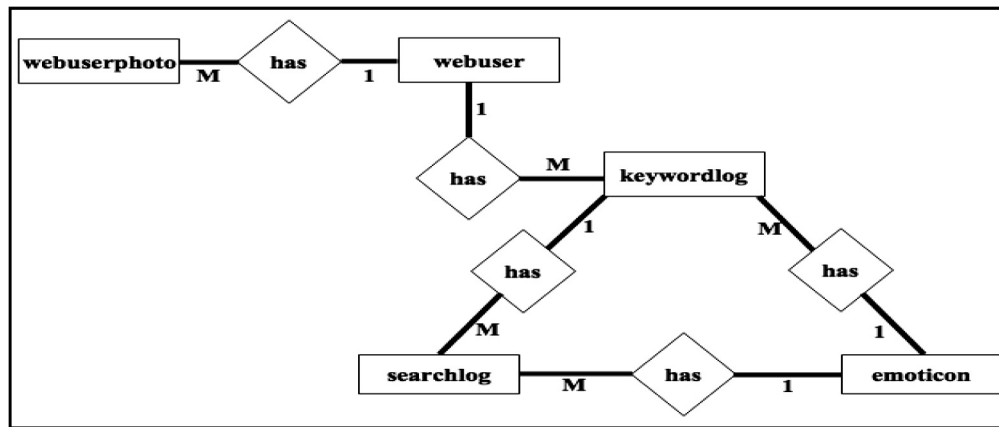 webuserphoto M has 1 webuser
1
has M keywordlog
1 M
has has
M 1
searchlog M has 1 emoticon